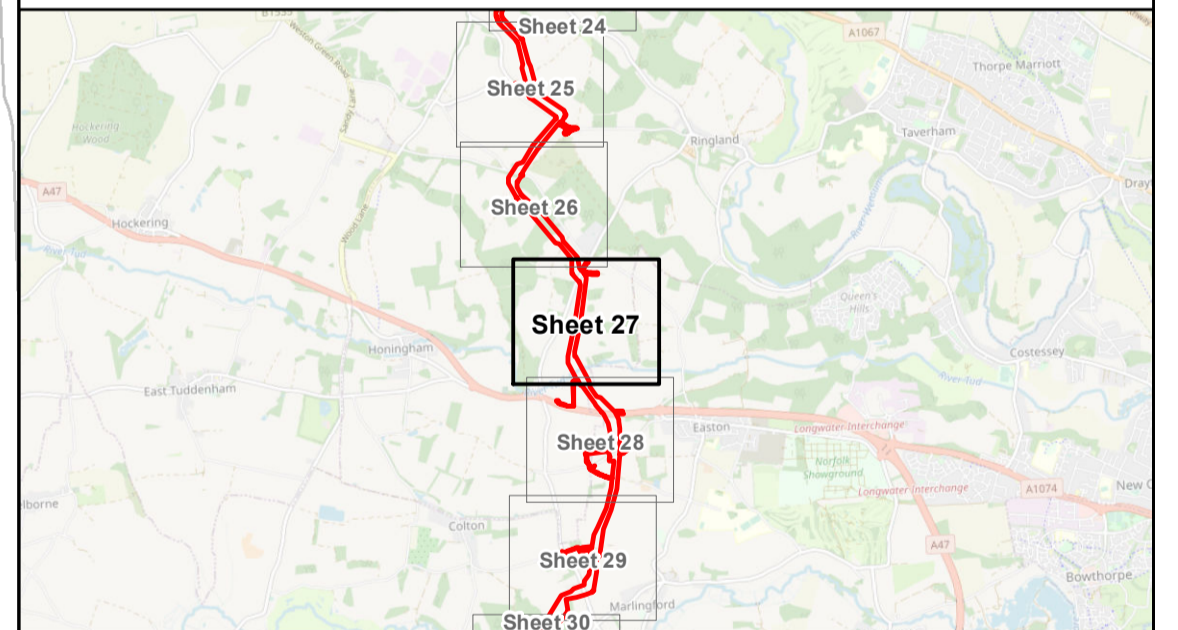 B1535
Sheet 24
A1067
Weston Green Road
Thorpe Marriott
Sheet 25
Sandy Lane
Hockering
Wood
Taverham
Ringland
A47
Dray
Hockering
Sheet 26
Wood Lane
River Wensum
River Tud
Queen's
Hills
Sheet 27
Honingham
Costessey
River Tud
East Tuddenham
Easton
Longwater Interchange
Sheet 28
Norfolk
Showground
Longwater Interchange
A1074
New C
lborne
Colton
A47
Sheet 29
Bowthorpe
Marlingford
Sheet 30